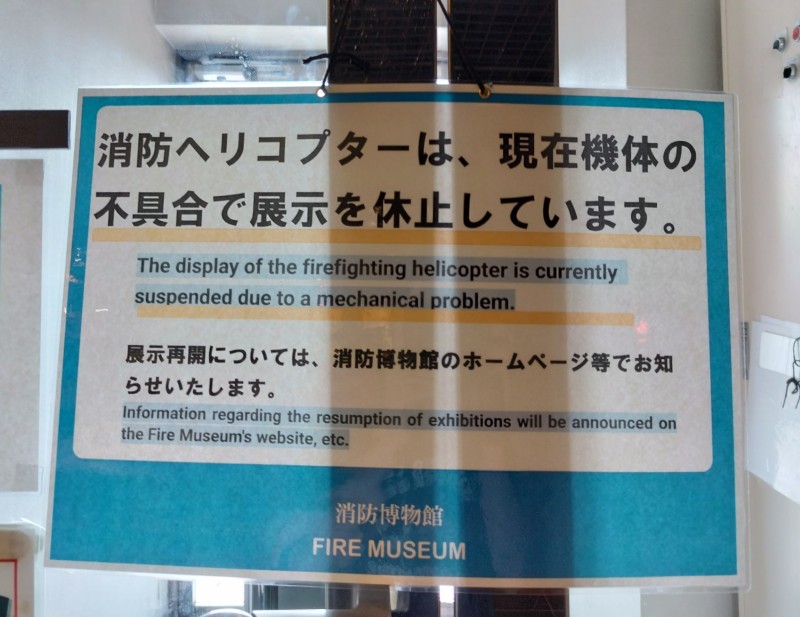 消防ヘリコプターは、現在機体の
不具合で展示を休止しています。
The display of the firefighting helicopter is currently
suspended due to a mechanical problem.
展示再開については、消防博物館のホームページ等でお知
らせいたします。
Information regarding the resumption of exhibitions will be announced on
the Fire Museum's website, etc.
消防博物館
FIRE MUSEUM